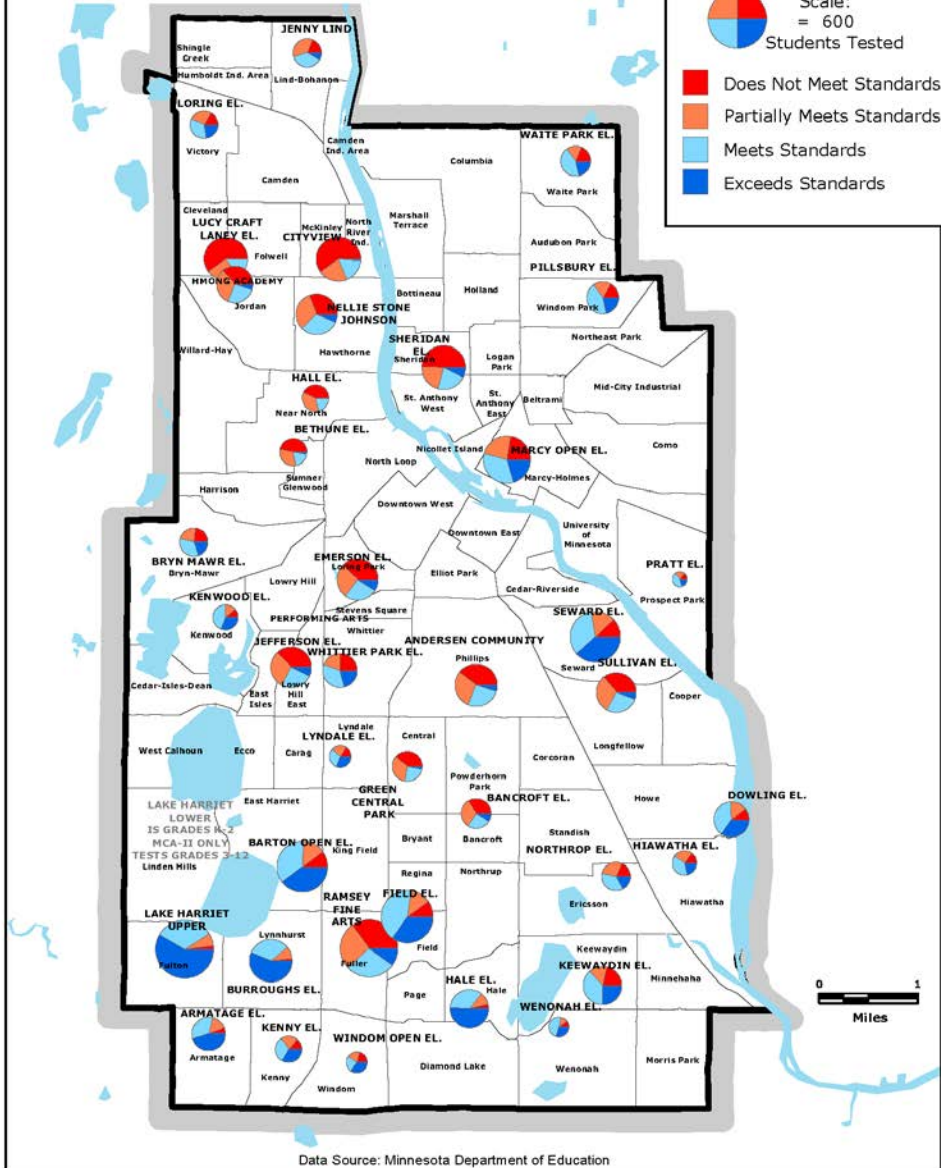 Scale:
= 600
Students Tested
Does Not Meet Standards
Partially Meets Standards
Meets Standards
Exceeds Standards
JENNY LIND
Shingle
Creek
Humboldt Ind. Area
Lind-Bohanon
LORING EL.
Victory
Camden
Ind. Area
Camden
Columbia
WAITE PARK EL.
Waite Park
Cleveland
LUCY CRAFT
LANEY EL.
Folwell
McKinley
CITYVIEW
North
River
Ind.
Marshall
Terrace
Audubon Park
PILLSBURY EL.
HMONG ACADEMY
Jordan
Bottineau
Holland
Windom Park
NELLIE STONE
JOHNSON
Northeast Park
Willard-Hay
Hawthorne
SHERIDAN
EL.
Sheridan
Logan
Park
Mid-City Industrial
HALL EL.
Near North
St. Anthony
West
St.
Anthony
East
Beltrami
BETHUNE EL.
Sumner
Glenwood
North Loop
Nicollet Island
MARCY OPEN EL.
Marcy-Holmes
Como
Harrison
Downtown West
Downtown East
University
of
Minnesota
BRYN MAWR EL.
Bryn-Mawr
EMERSON EL.
Loring Park
Elliot Park
Lowry Hill
Cedar-Riverside
PRATT EL.
Prospect Park
KENWOOD EL.
Kenwood
Stevens Square
PERFORMING ARTS
Whittier
SEWARD EL.
Seward
JEFFERSON EL.
WHITTIER PARK EL.
ANDERSEN COMMUNITY
Phillips
SULLIVAN EL.
Cedar-Isles-Dean
East
Isles
Lowry
Hill
East
Cooper
Lyndale
LYNDALE EL.
Central
West Calhoun
Ecco
Carag
Corcoran
Longfellow
Powderhorn
Park
GREEN
CENTRAL
PARK
BANCROFT EL.
Bancroft
Howe
DOWLING EL.
East Harriet
LAKE HARRIET
LOWER
IS GRADES K-2
MCA-II ONLY
TESTS GRADES 3-12
Linden Hills
BARTON OPEN EL.
King Field
Bryant
Standish
NORTHROP EL.
HIAWATHA EL.
Hiawatha
Regina
Northrup
Ericsson
RAMSEY
FINE
ARTS
FIELD EL.
Field
LAKE HARRIET
UPPER
Fulton
Lynnhurst
Fuller
Keewaydin
KEEWAYDIN EL.
Minnehaha
BURROUGHS EL.
Page
HALE EL.
Hale
WENONAH EL.
0 1
Miles
ARMATAGE EL.
Armatage
KENNY EL.
Kenny
WINDOM OPEN EL.
Windom
Diamond Lake
Wenonah
Morris Park
Data Source: Minnesota Department of Education